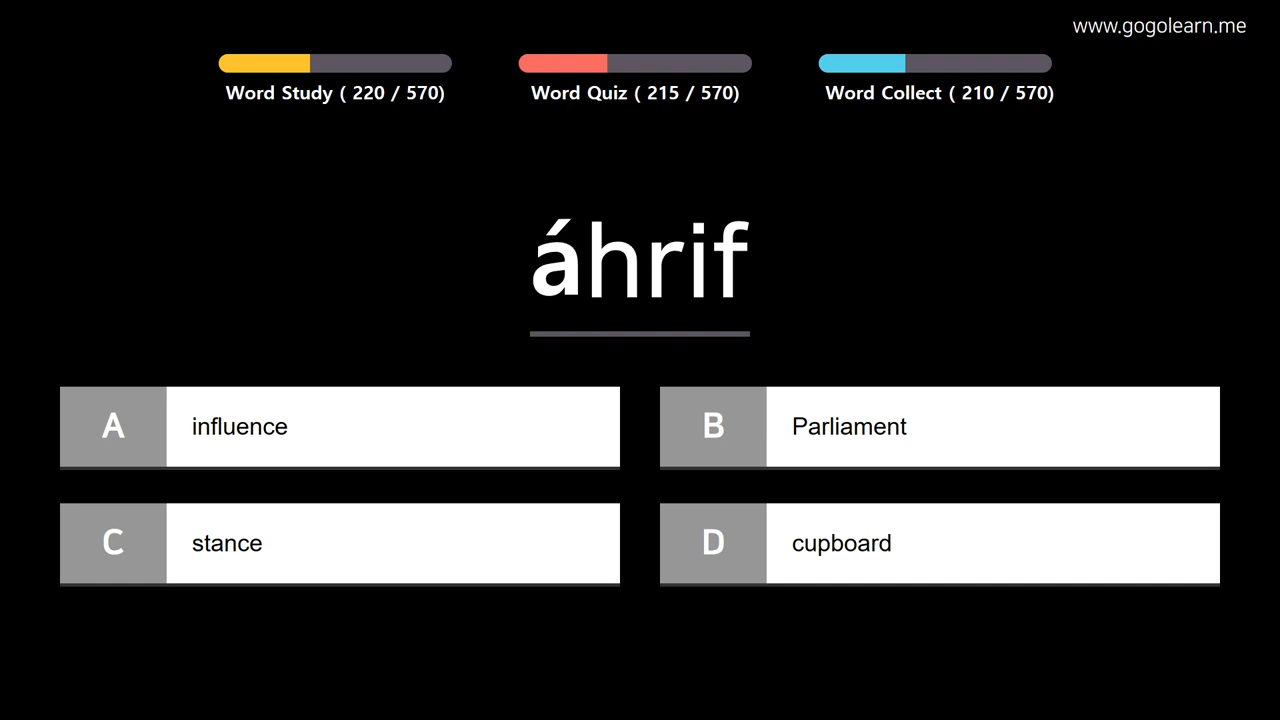 www.gogolearn.me
Word Study ( 220 / 570)
Word Quiz ( 215 / 570)
Word Collect ( 210 / 570)
áhrif
A influence
B Parliament
C stance
D cupboard